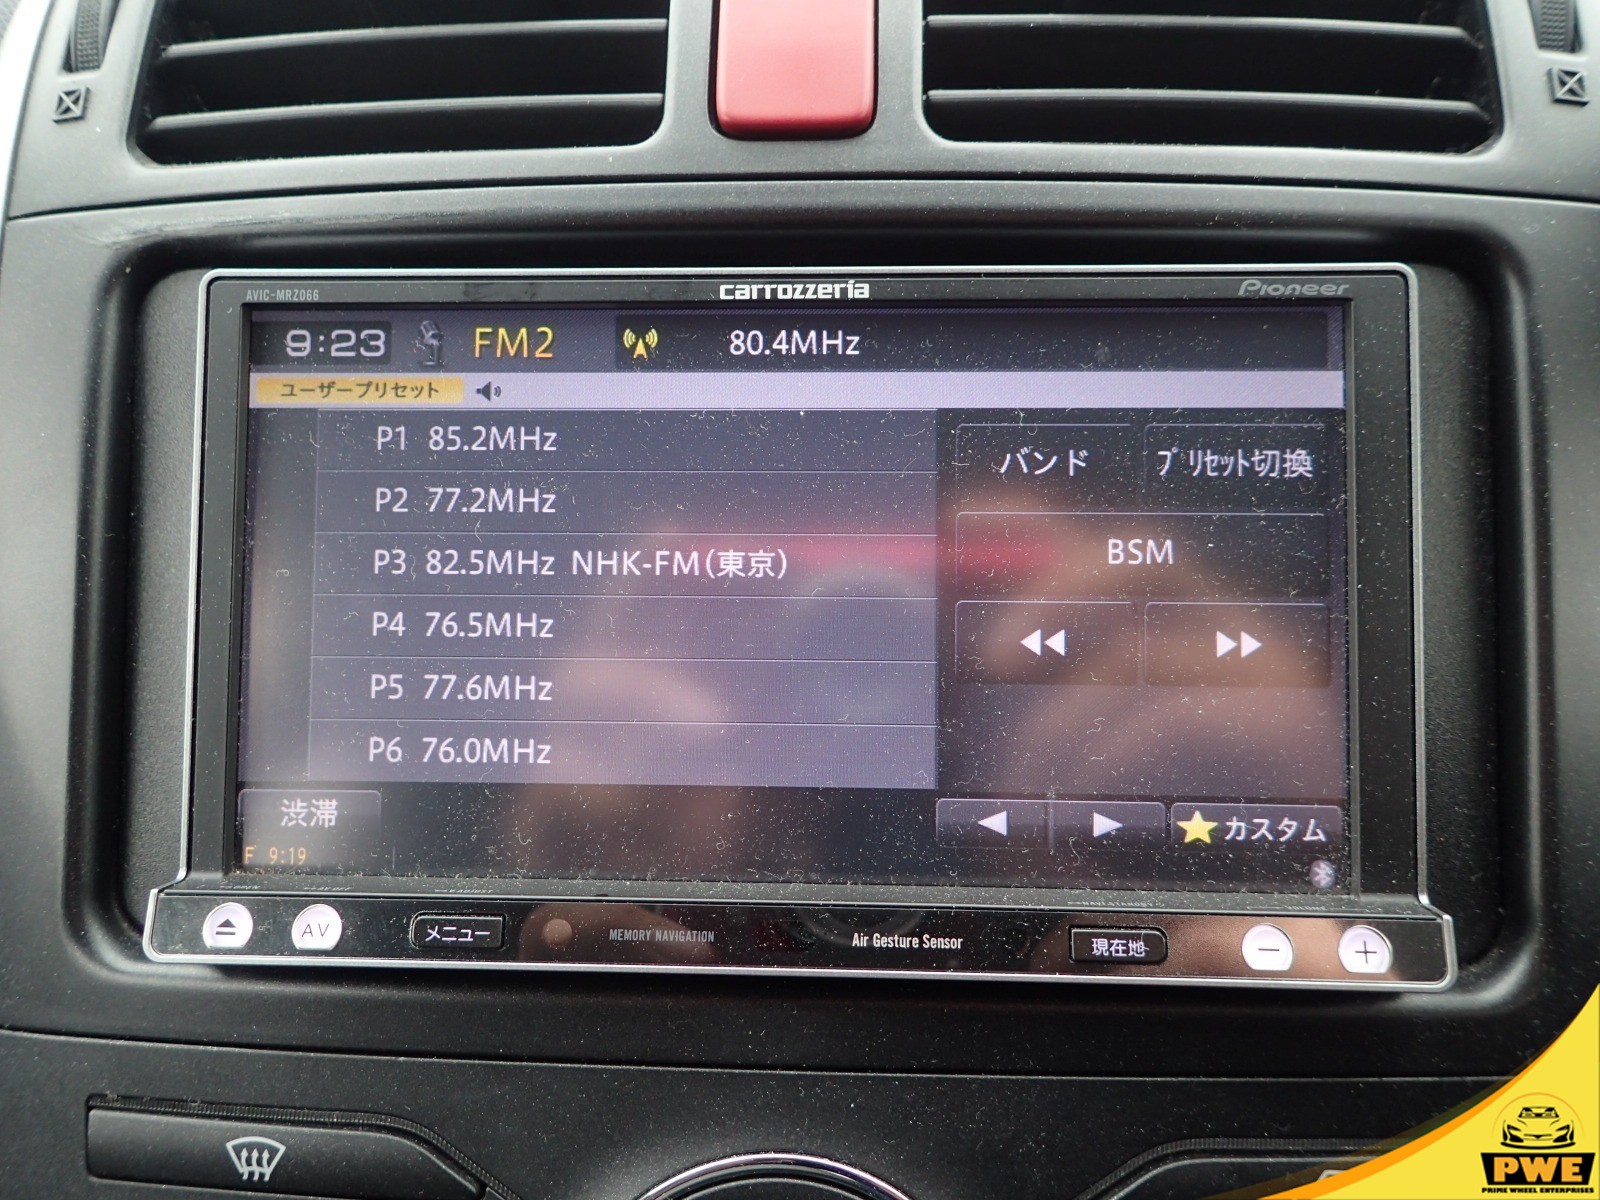 AVIC-MRZ066 carrozzeria Pioneer
9:23 FM2 80.4MHz
ユーザープリセット
P1 85.2MHz
P2 77.2MHz
P3 82.5MHz NHK-FM(東京)
P4 76.5MHz
P5 77.6MHz
P6 76.0MHz
バンド プリセット切換
BSM
渋滞
F 9:19
カスタム
AV メニュー MEMORY NAVIGATION Air Gesture Sensor 現在地 − +
PWE
PRIME WHEEL ENTERPRISES